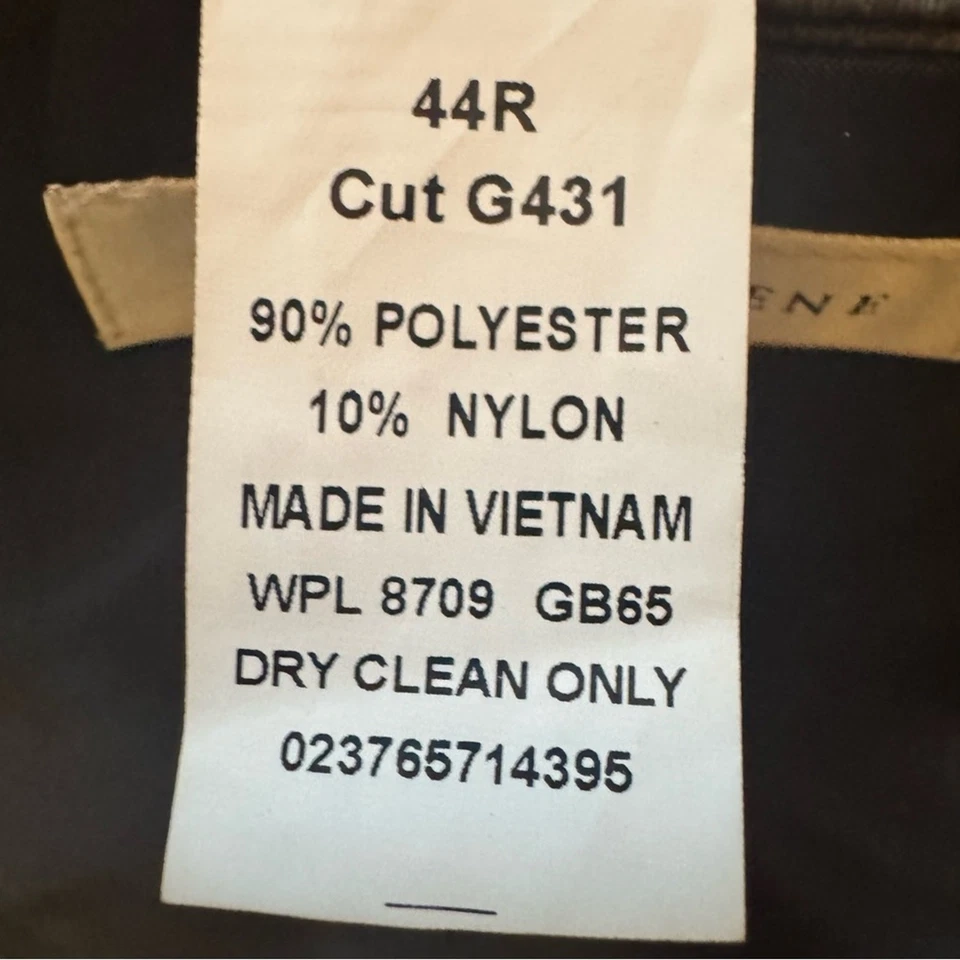 44R
Cut G431
90% POLYESTER
10% NYLON
MADE IN VIETNAM
WPL 8709 GB65
DRY CLEAN ONLY
023765714395